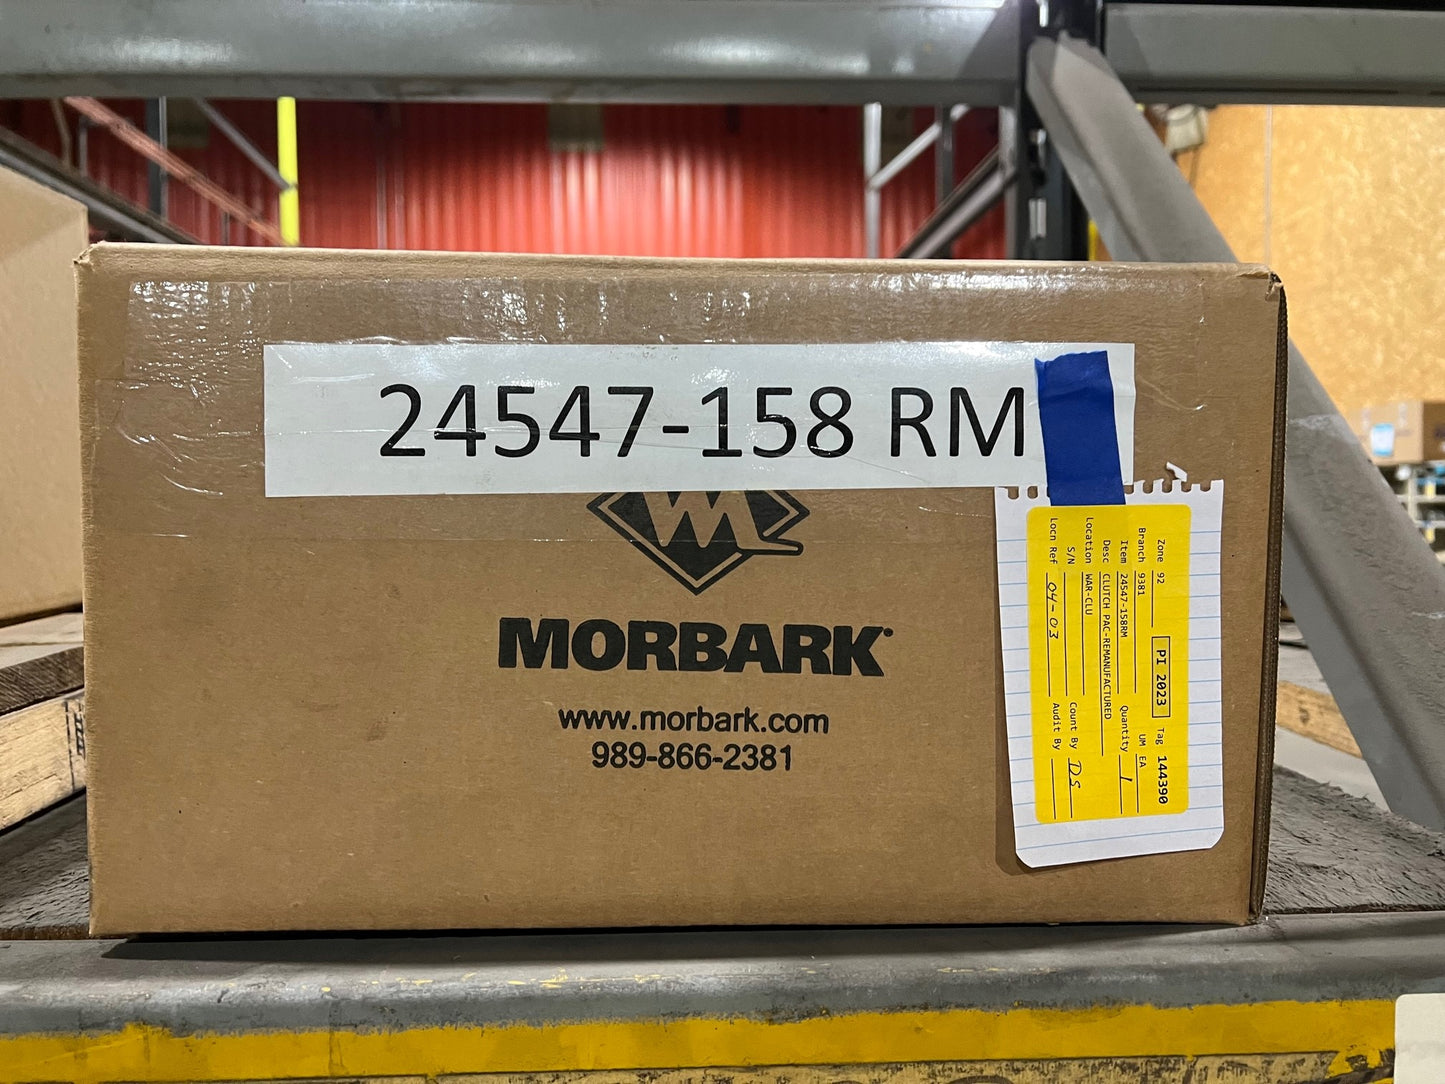 24547-158 RM
MORBARK
www.morbark.com
989-866-2381
Zone 92 PI 2023 Tag 144390
Branch 9381 UM EA
Item 24547-158RM Quantity 1
Desc CLUTCH PAC-REMANUFACTURED
Location WAR-CLU
S/N Count By DS
Locn Ref 04-03 Audit By